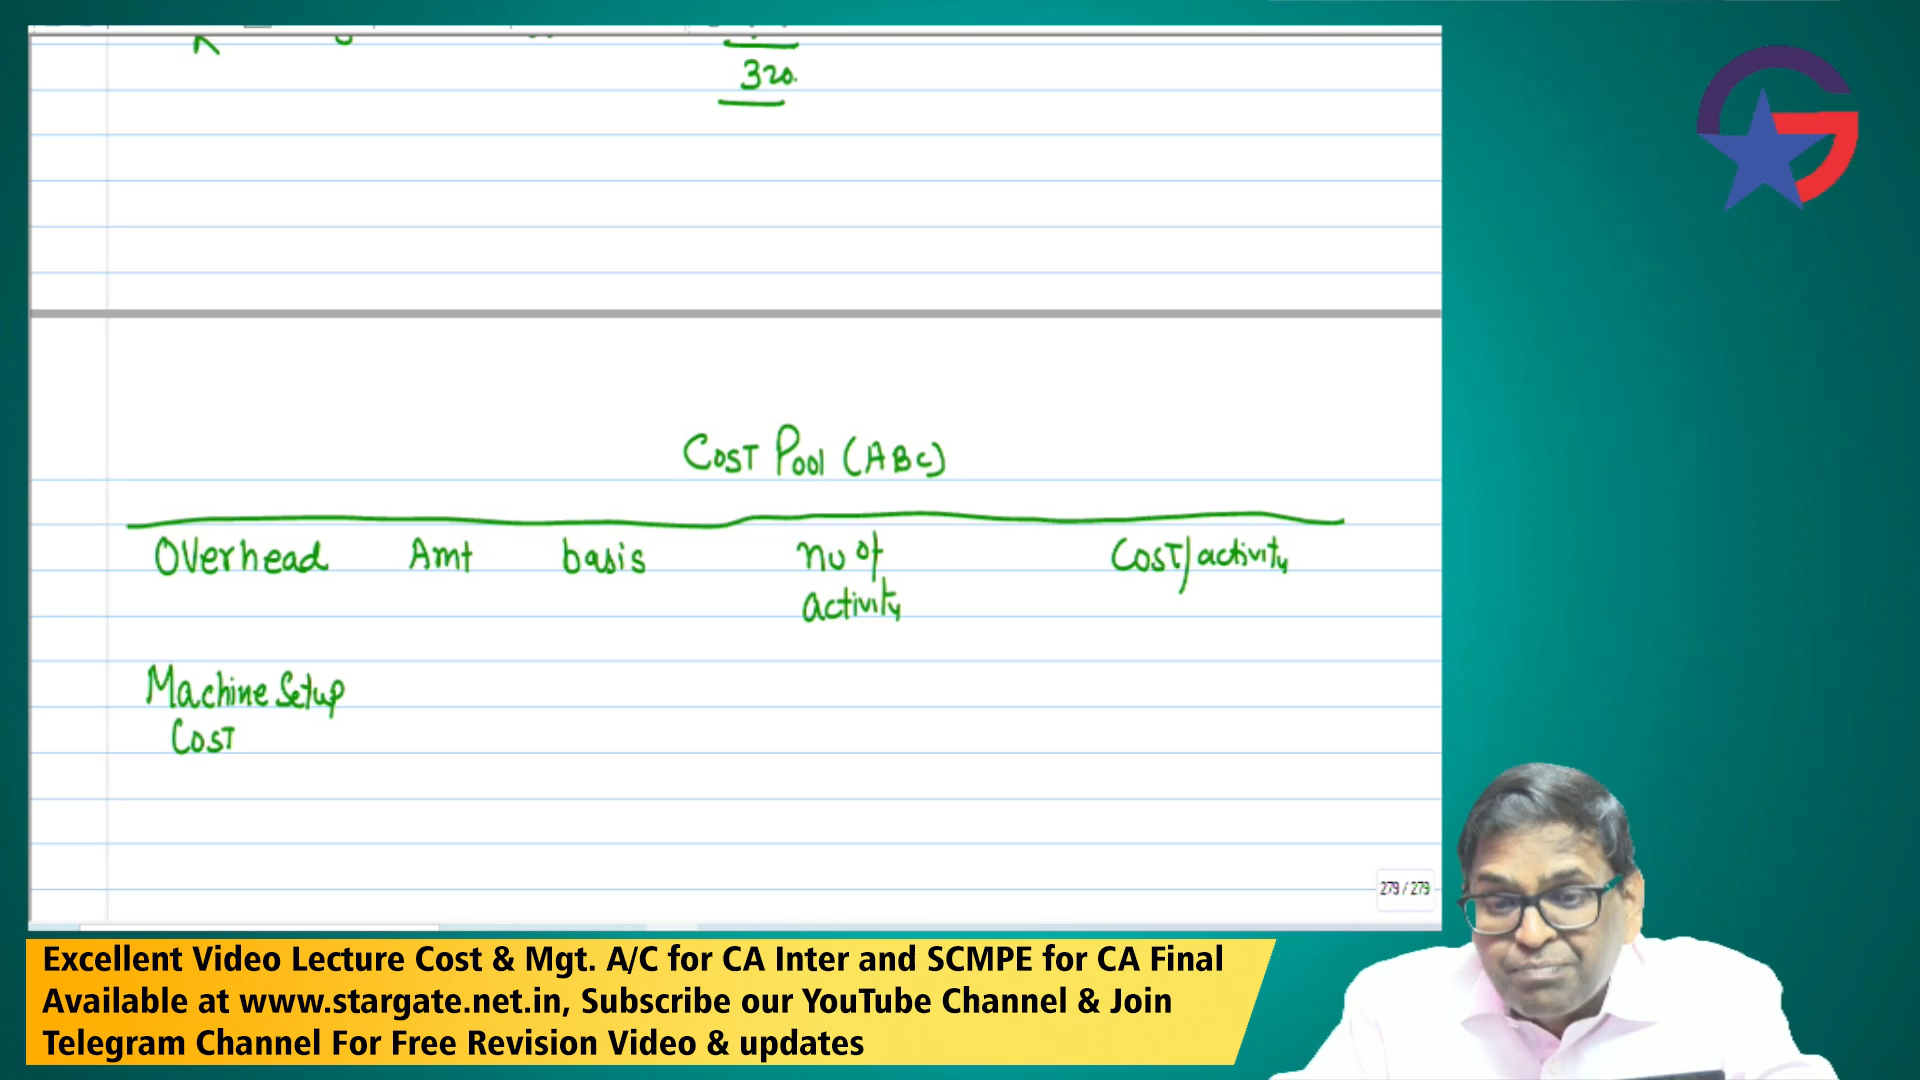 320.
COST Pool (ABC)
Overhead Amt basis no of activity COST/activity
Machine Setup
COST
279 / 279
Excellent Video Lecture Cost & Mgt. A/C for CA Inter and SCMPE for CA Final
Available at www.stargate.net.in, Subscribe our YouTube Channel & Join
Telegram Channel For Free Revision Video & updates